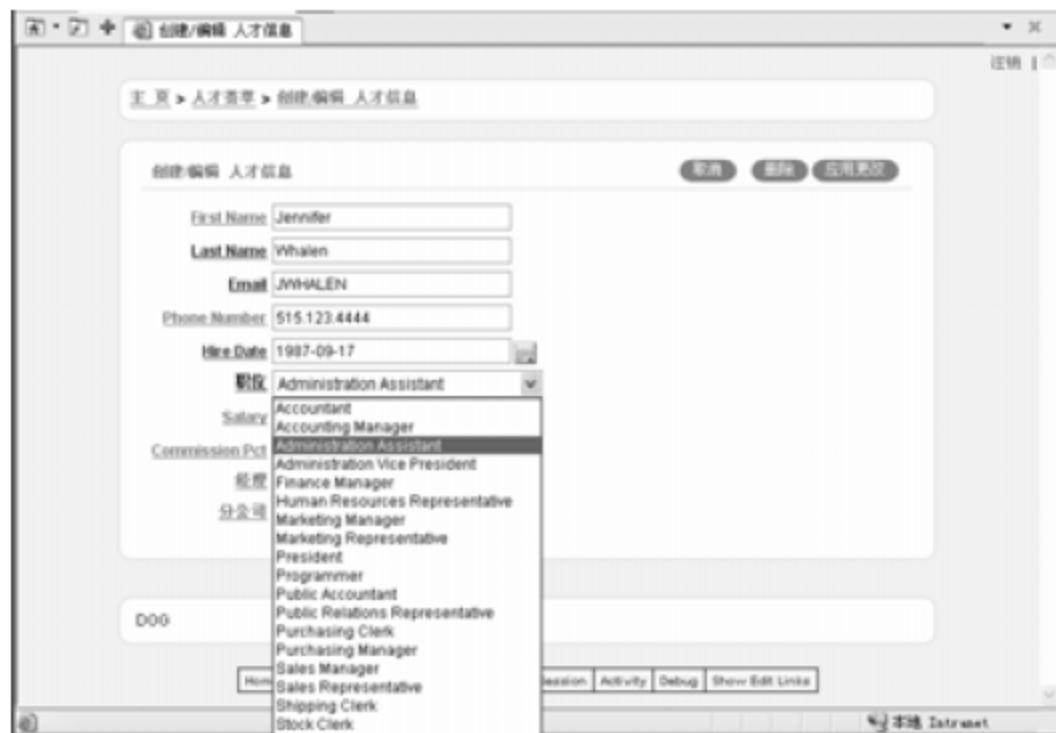 创建/编辑 人才信息
注销 |
主 页 > 人才荟萃 > 创建/编辑 人才信息
创建/编辑 人才信息
取消 删除 应用更改
First Name Jennifer
Last Name Whalen
Email JWHALEN
Phone Number 515.123.4444
Hire Date 1987-09-17
职位 Administration Assistant
Salary
Commission Pct
经理
分公司
Accountant
Accounting Manager
Administration Assistant
Administration Vice President
Finance Manager
Human Resources Representative
Marketing Manager
Marketing Representative
President
Programmer
Public Accountant
Public Relations Representative
Purchasing Clerk
Purchasing Manager
Sales Manager
Sales Representative
Shipping Clerk
Stock Clerk
DOG
Activity Debug Show Edit Links
本地 Intranet